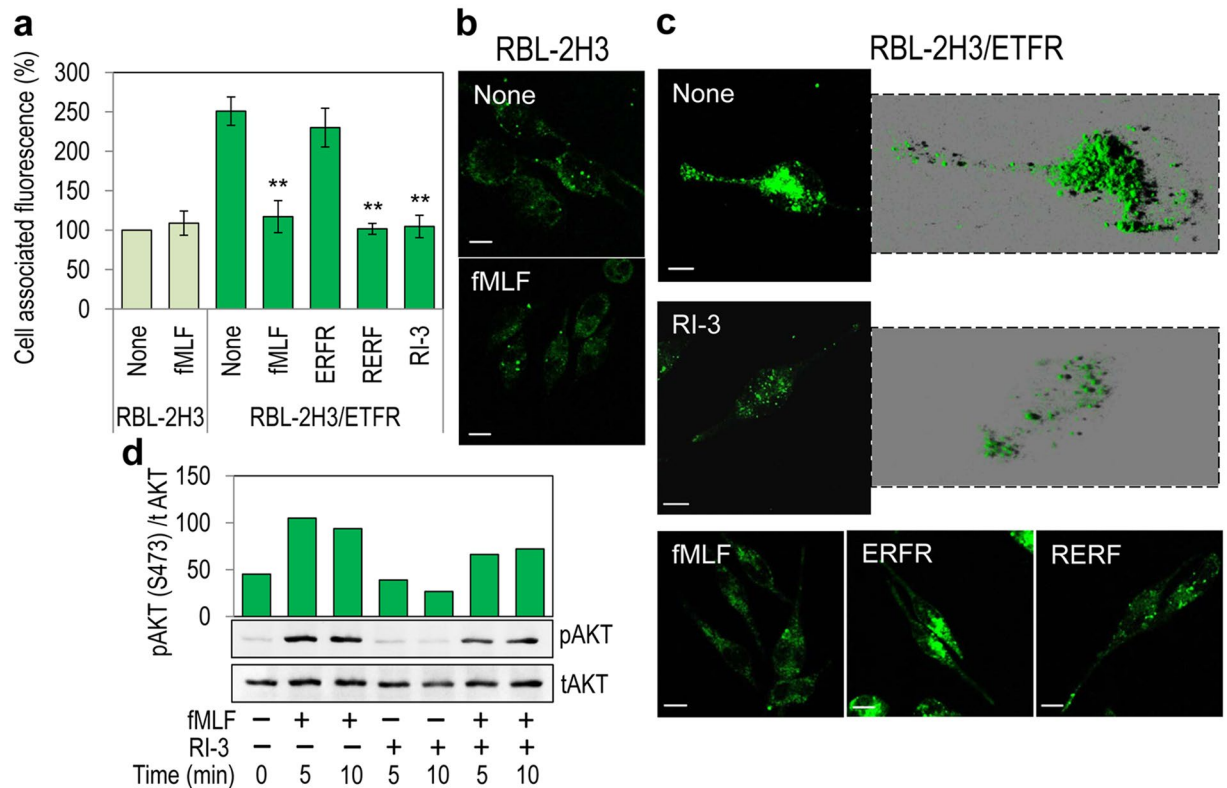 a
Cell associated fluorescence (%)
300
250
200
150
100
50
0
**
**
**
None
fMLF
None
fMLF
ERFR
RERF
RI-3
RBL-2H3
RBL-2H3/ETFR
b
RBL-2H3
None
fMLF
c
RBL-2H3/ETFR
None
RI-3
fMLF
ERFR
RERF
d
pAKT (S473) /t AKT
150
100
50
0
pAKT
tAKT
fMLF − + + − − + +
RI-3 − − − + + + +
Time (min) 0 5 10 5 10 5 10